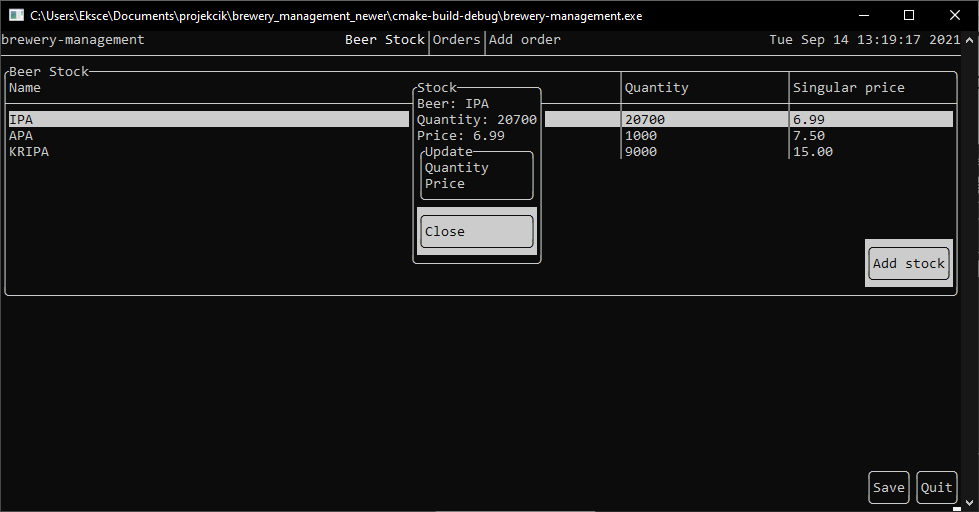 C:\Users\Eksce\Documents\projekcik\brewery_management_newer\cmake-build-debug\brewery-management.exe
brewery-management Beer Stock Orders Add order Tue Sep 14 13:19:17 2021
Beer Stock
Name Quantity Singular price
IPA 20700 6.99
APA 1000 7.50
KRIPA 9000 15.00
Stock
Beer: IPA
Quantity: 20700
Price: 6.99
Update
Quantity
Price
Close
Add stock
Save Quit